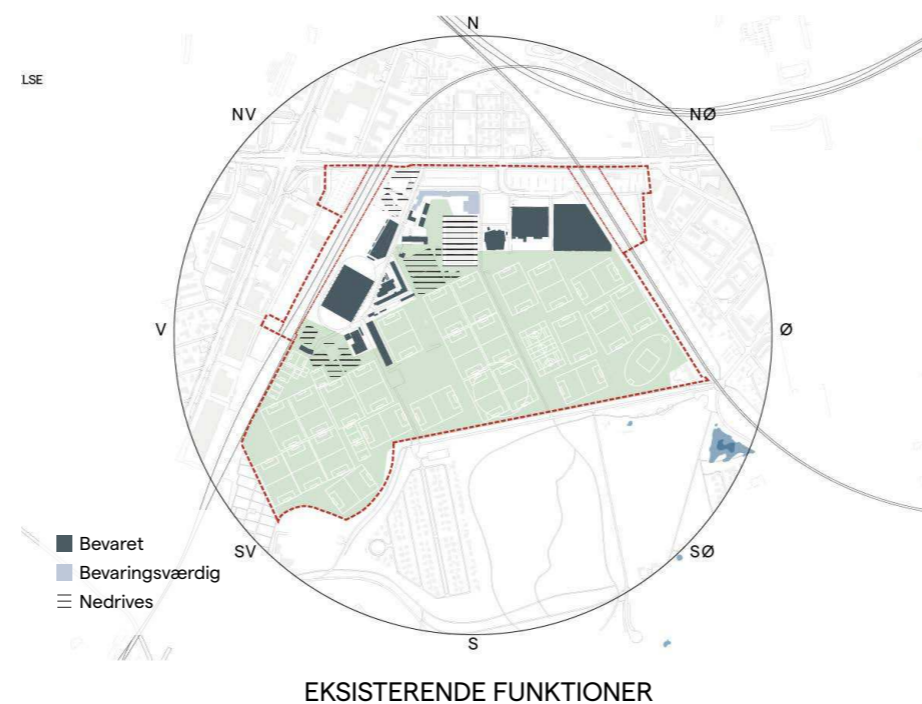 N
LSE
NV
NØ
V
Ø
SV
SØ
S
Bevaret
Bevaringsværdig
Nedrives
EKSISTERENDE FUNKTIONER